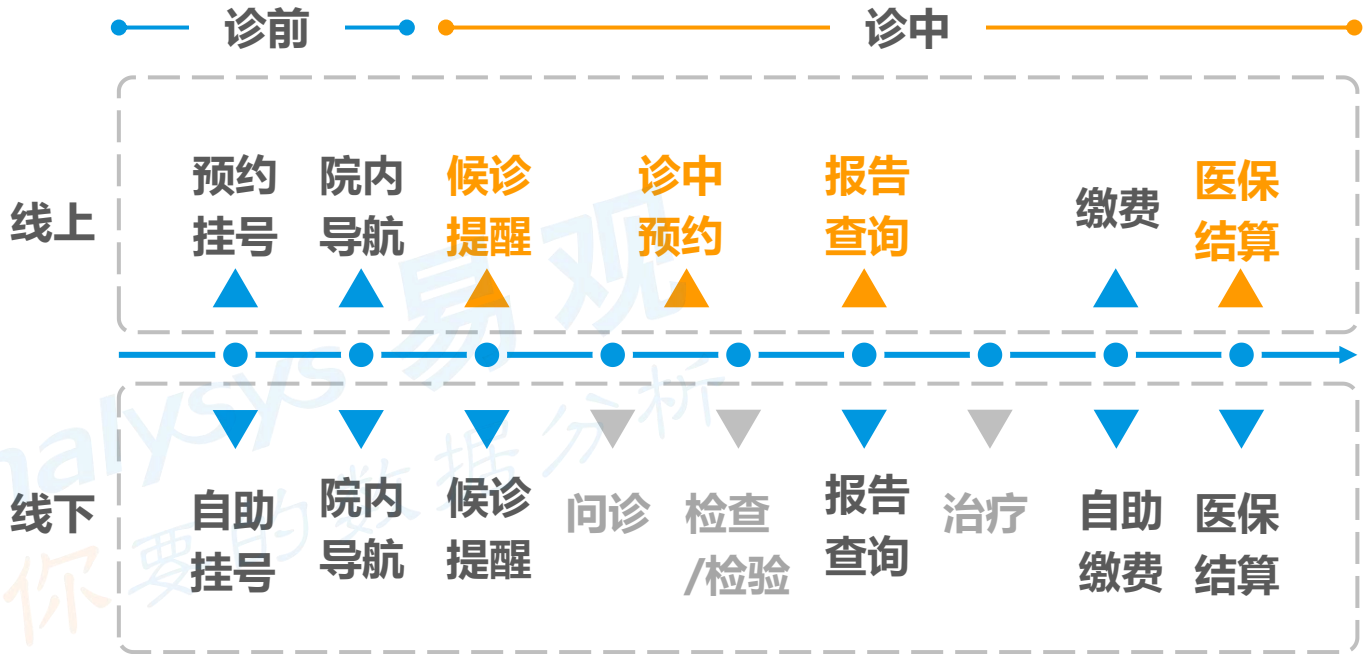 诊前
诊中
线上
预约
挂号
院内
导航
候诊
提醒
诊中
预约
报告
查询
缴费
医保
结算
线下
自助
挂号
院内
导航
候诊
提醒
问诊
检查
/检验
报告
查询
治疗
自助
缴费
医保
结算
nalysys 易观
你要的数据分析